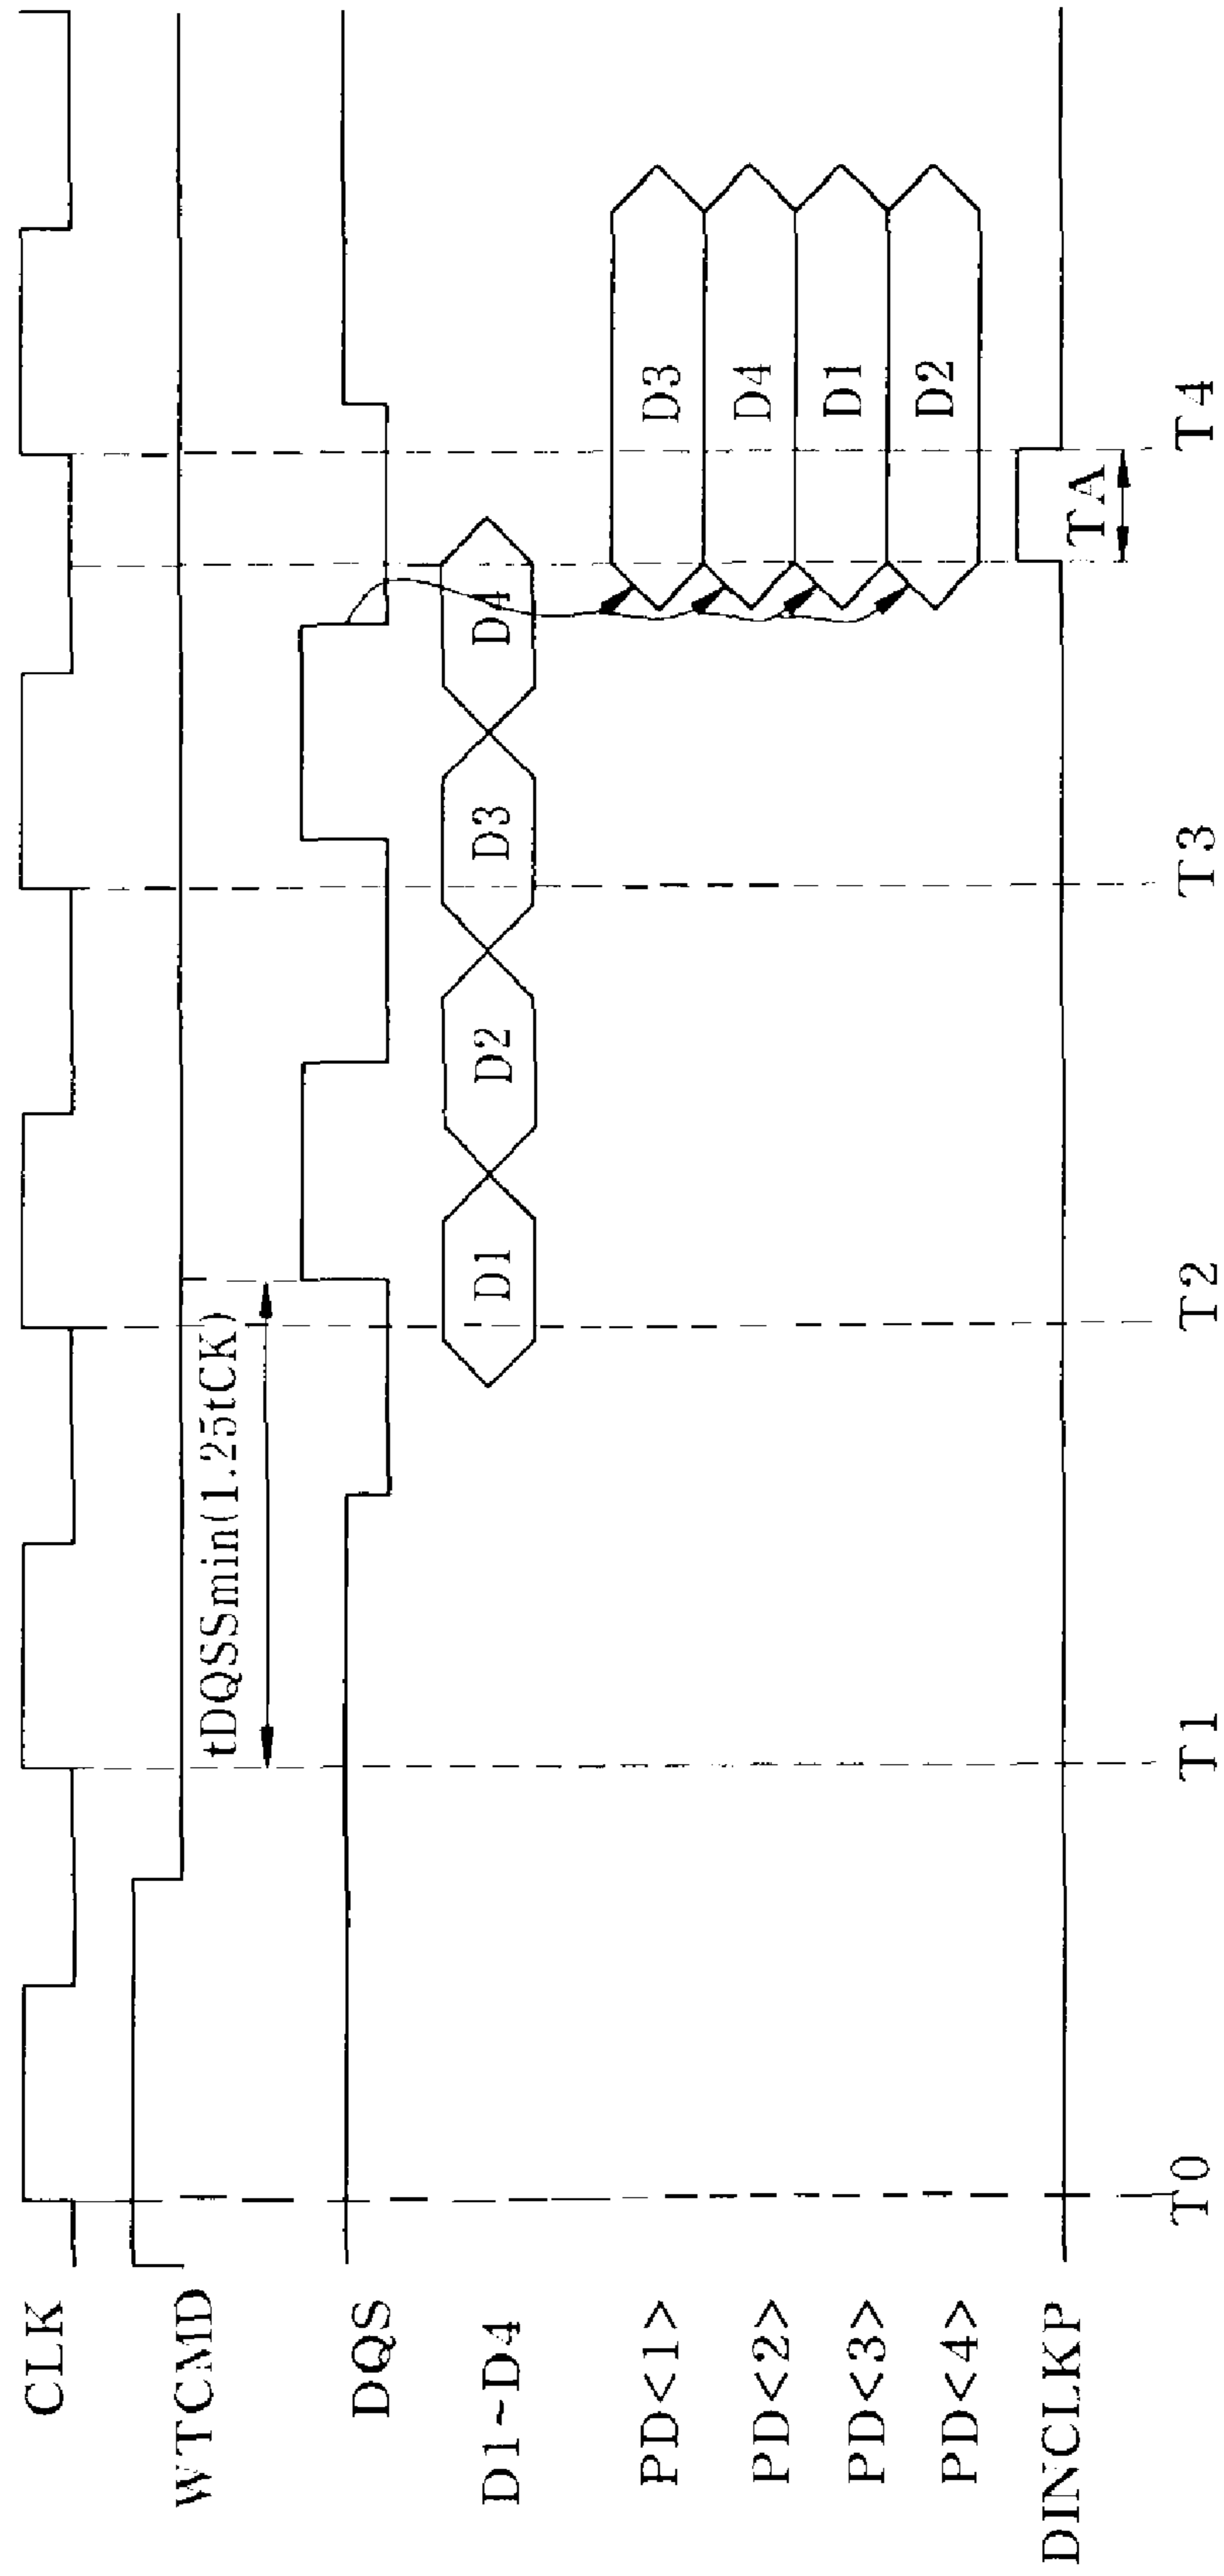 CLK
WTCMD
tDQSSmin(1.25tCK)
DQS
D1~D4
D1
D2
D3
D4
PD<1>
D3
PD<2>
D4
PD<3>
D1
PD<4>
D2
DINCLKP
TA
T0
T1
T2
T3
T4